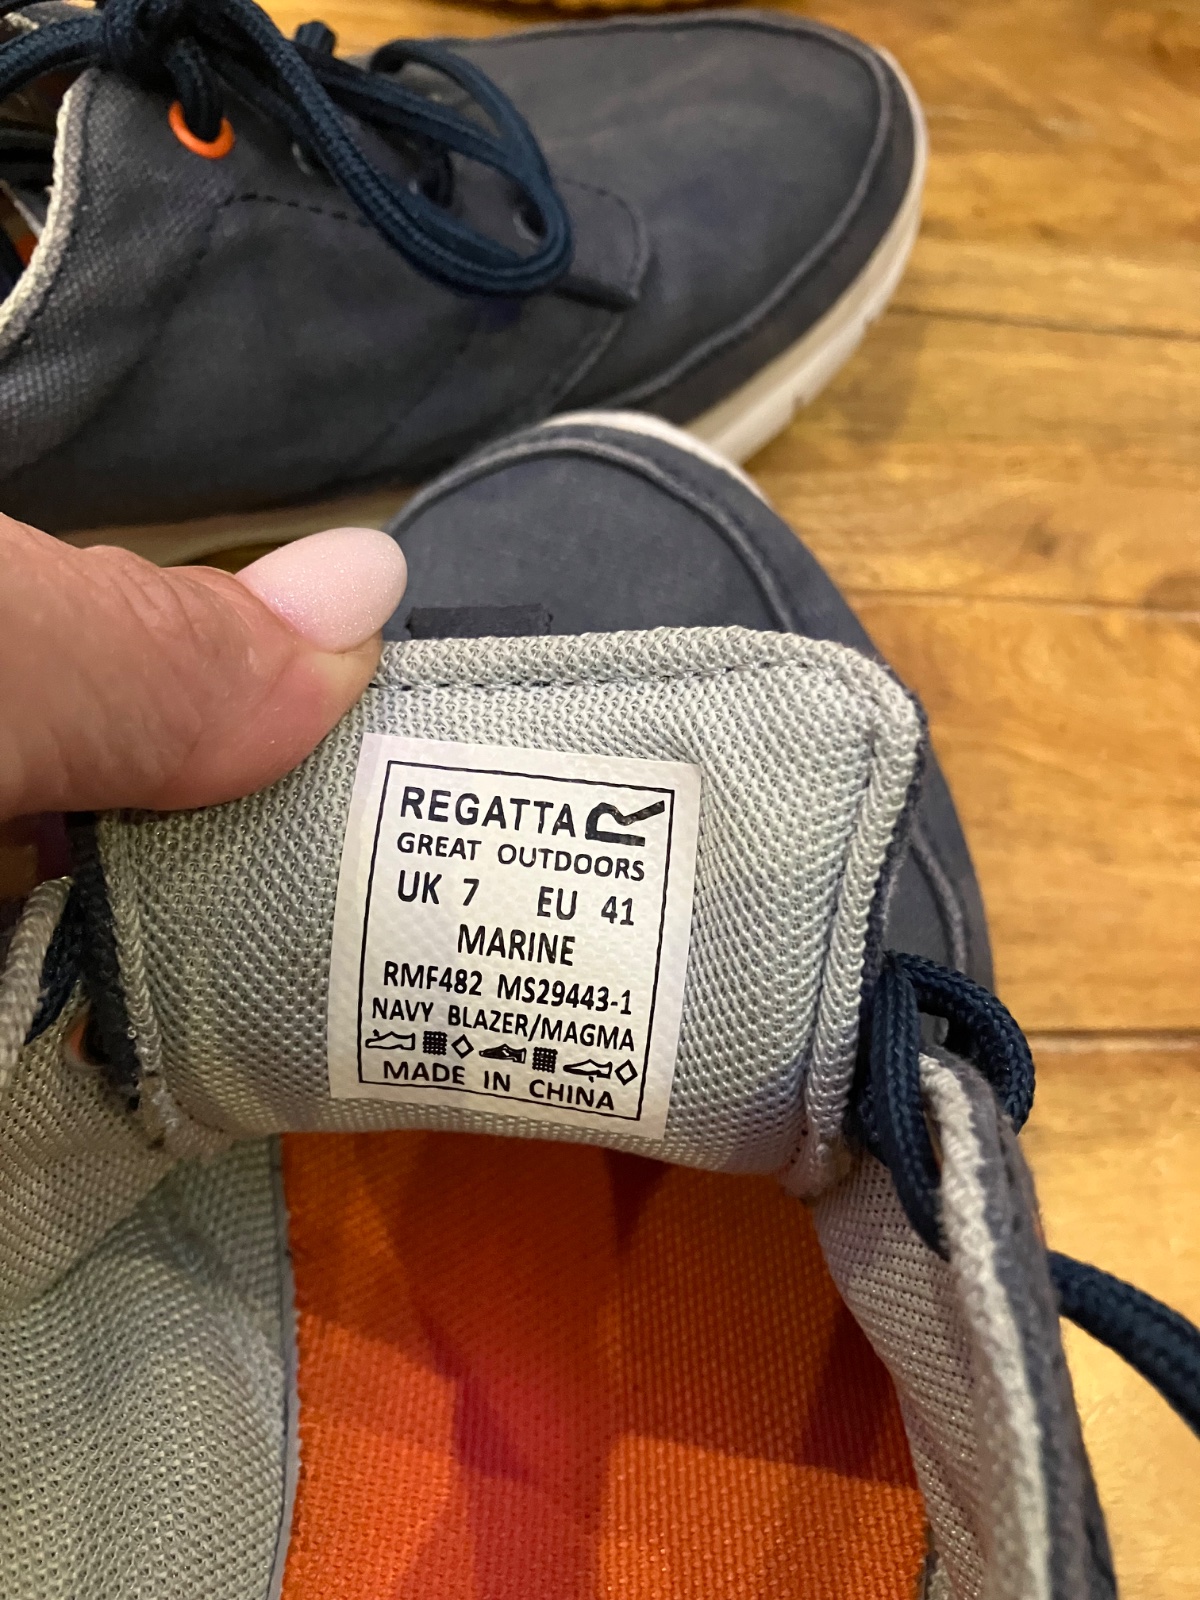 REGATTA
GREAT OUTDOORS
UK 7 EU 41
MARINE
RMF482 MS29443-1
NAVY BLAZER/MAGMA
MADE IN CHINA